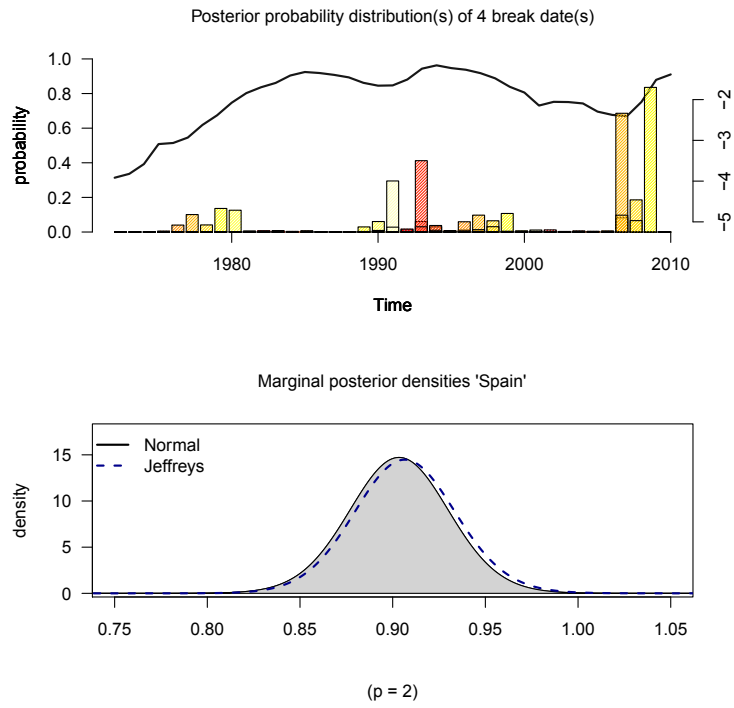 Posterior probability distribution(s) of 4 break date(s)
1.0
0.8
0.6
0.4
0.2
0.0
probability
−2
−3
−4
−5
1980 1990 2000 2010
Time
Marginal posterior densities 'Spain'
15
10
5
0
density
Normal
Jeffreys
0.75 0.80 0.85 0.90 0.95 1.00 1.05
(p = 2)